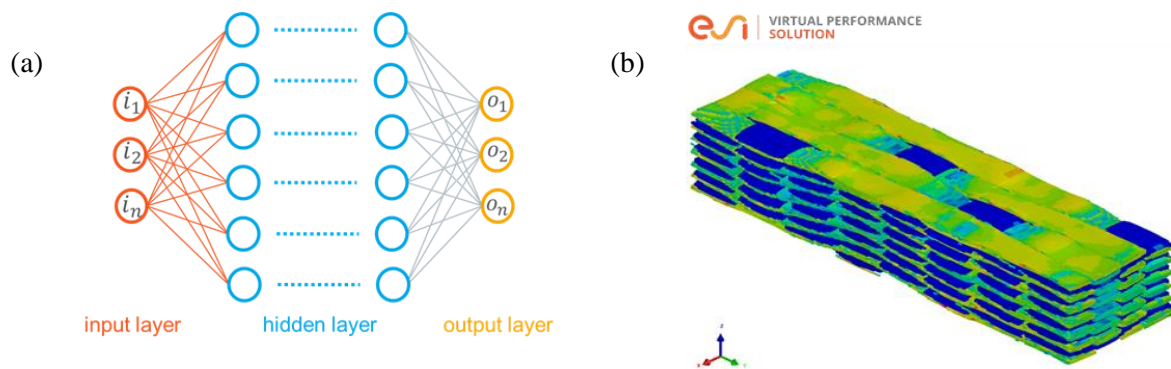 (a)
i1
i2
in
o1
o2
on
input layer
hidden layer
output layer
(b)
esi VIRTUAL PERFORMANCE
SOLUTION
Z
X
Y